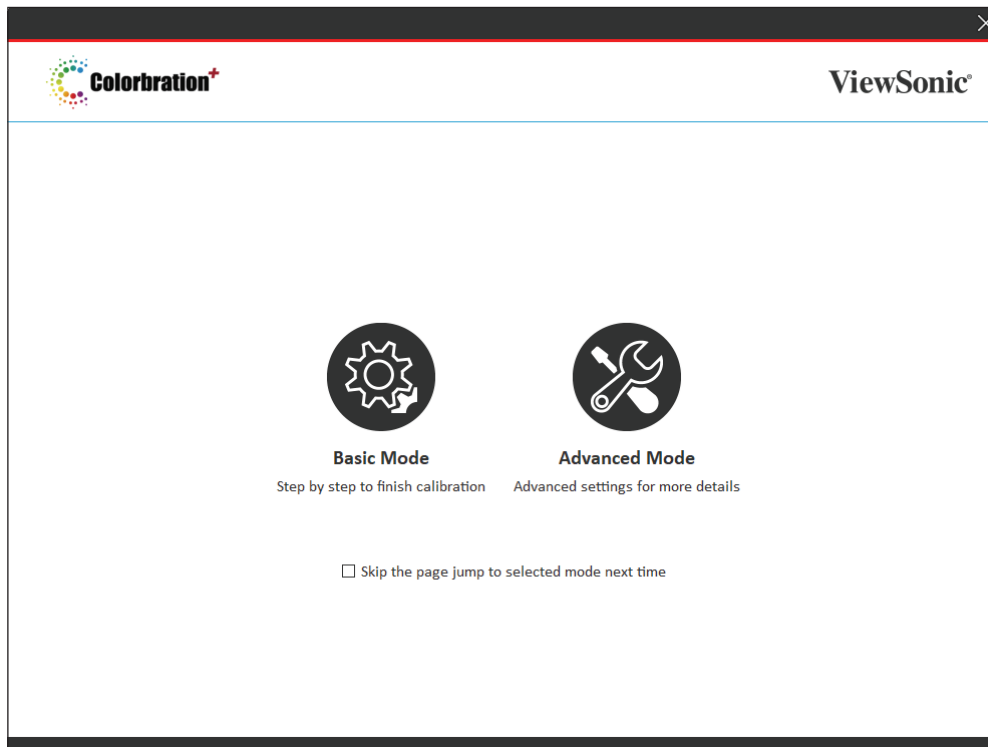 Colorbration+
ViewSonic®
Basic Mode
Advanced Mode
Step by step to finish calibration
Advanced settings for more details
Skip the page jump to selected mode next time